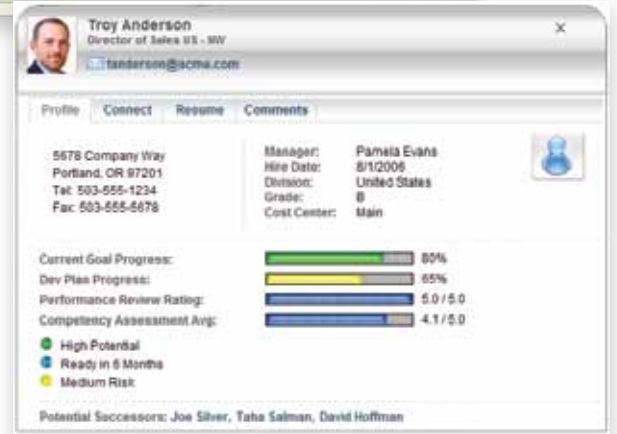 Troy Anderson
Director of Sales US - NW
tanderson@acme.com
Profile Connect Resume Comments
5678 Company Way
Portland, OR 97201
Tel: 503-555-1234
Fax: 503-555-5678
Manager: Pamela Evans
Hire Date: 8/1/2006
Division: United States
Grade: B
Cost Center: Main
Current Goal Progress: 80%
Dev Plan Progress: 65%
Performance Review Rating: 5.0 / 5.0
Competency Assessment Avg: 4.1 / 5.0
High Potential
Ready in 6 Months
Medium Risk
Potential Successors: Joe Silver, Taha Salman, David Hoffman